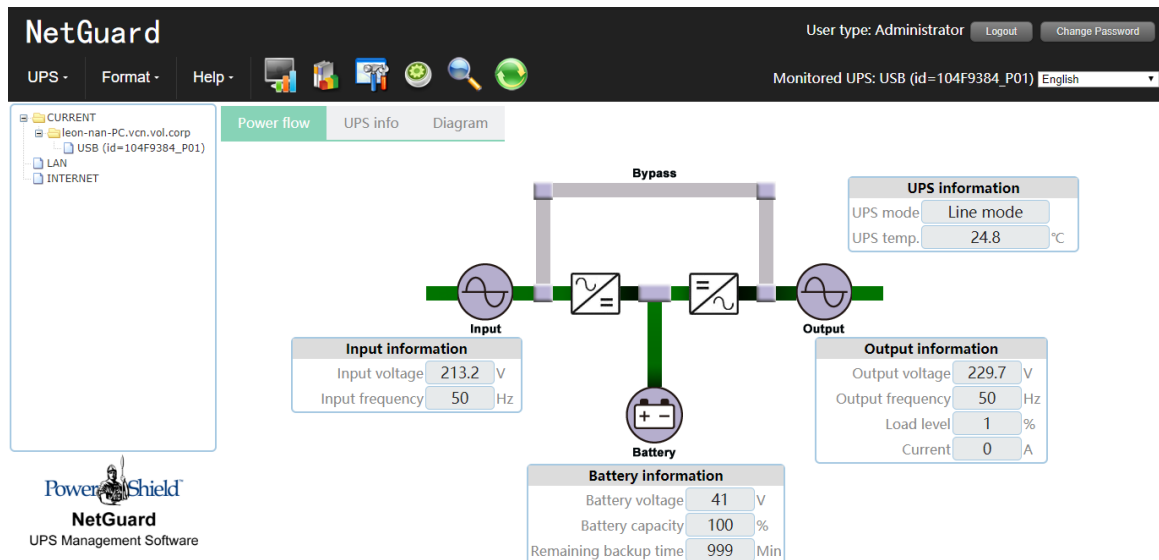 NetGuard
User type: Administrator Logout Change Password
UPS - Format - Help -
Monitored UPS: USB (id=104F9384_P01) English
CURRENT
leon-nan-PC.vcn.vol.corp
USB (id=104F9384_P01)
LAN
INTERNET
Power flow UPS info Diagram
Bypass
UPS information
UPS mode Line mode
UPS temp. 24.8 °C
Input
Output
Input information
Input voltage 213.2 V
Input frequency 50 Hz
Output information
Output voltage 229.7 V
Output frequency 50 Hz
Load level 1 %
Current 0 A
Battery
Battery information
Battery voltage 41 V
Battery capacity 100 %
Remaining backup time 999 Min
PowerShield
NetGuard
UPS Management Software